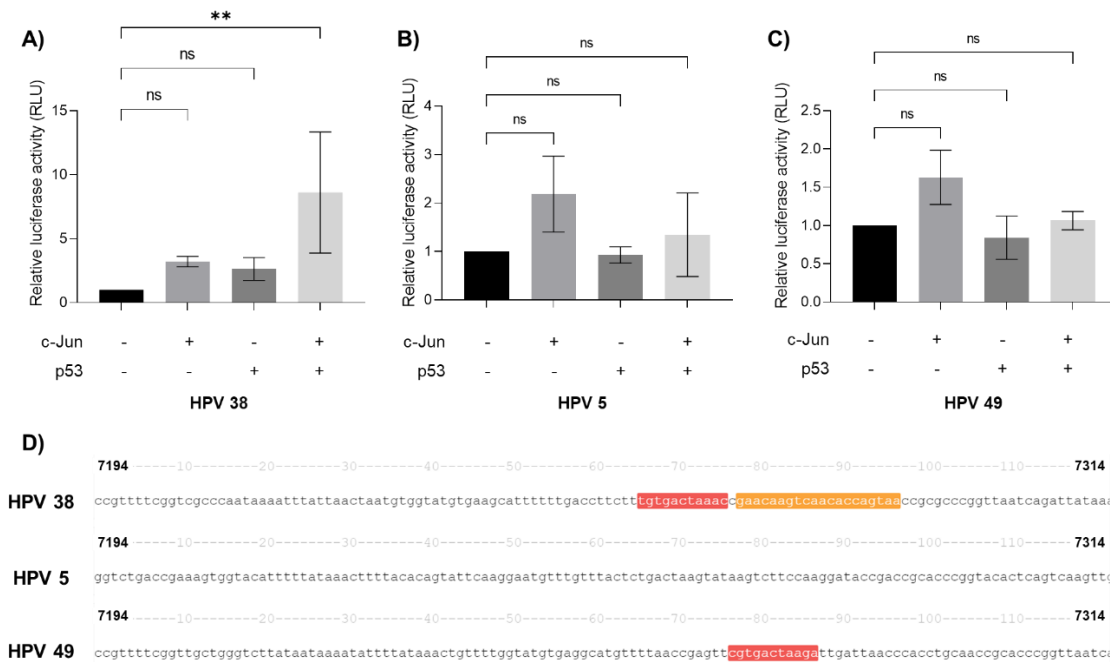 A)
**
ns
ns
Relative luciferase activity (RLU)
15
10
5
0
c-Jun - + - +
p53 - - + +
HPV 38
B)
ns
ns
ns
Relative luciferase activity (RLU)
4
3
2
1
0
c-Jun - + - +
p53 - - + +
HPV 5
C)
ns
ns
ns
Relative luciferase activity (RLU)
2.5
2.0
1.5
1.0
0.5
0.0
c-Jun - + - +
p53 - - + +
HPV 49
D)
7194 -----10--------20--------30--------40--------50--------60--------70--------80--------90-------100-------110------- 7314
HPV 38 ccgttttcggtcgcccaataaaatttattaactaatgtggtatgtgaagcattttttgaccttctttgtgactaaaccgaacaagtcaacaccagtaaccgcgcccggttaatcagattataaa
7194 -----10--------20--------30--------40--------50--------60--------70--------80--------90-------100-------110------- 7314
HPV 5 ggtctgaccgaaagtggtacatttttataaacttttacacagtattcaaggaatgtttgtttactctgactaagtataagtcttccaaggataccgaccgcacccggtacactcagtcaagttg
7194 -----10--------20--------30--------40--------50--------60--------70--------80--------90-------100-------110------- 7314
HPV 49 ccgttttcggttgctgggtcttataataaaatattttaaactgttttggtatgtgaggcatgttttaaccgagttcgtgactaagattgattaacccacctgcaaccgcacccggttaatca